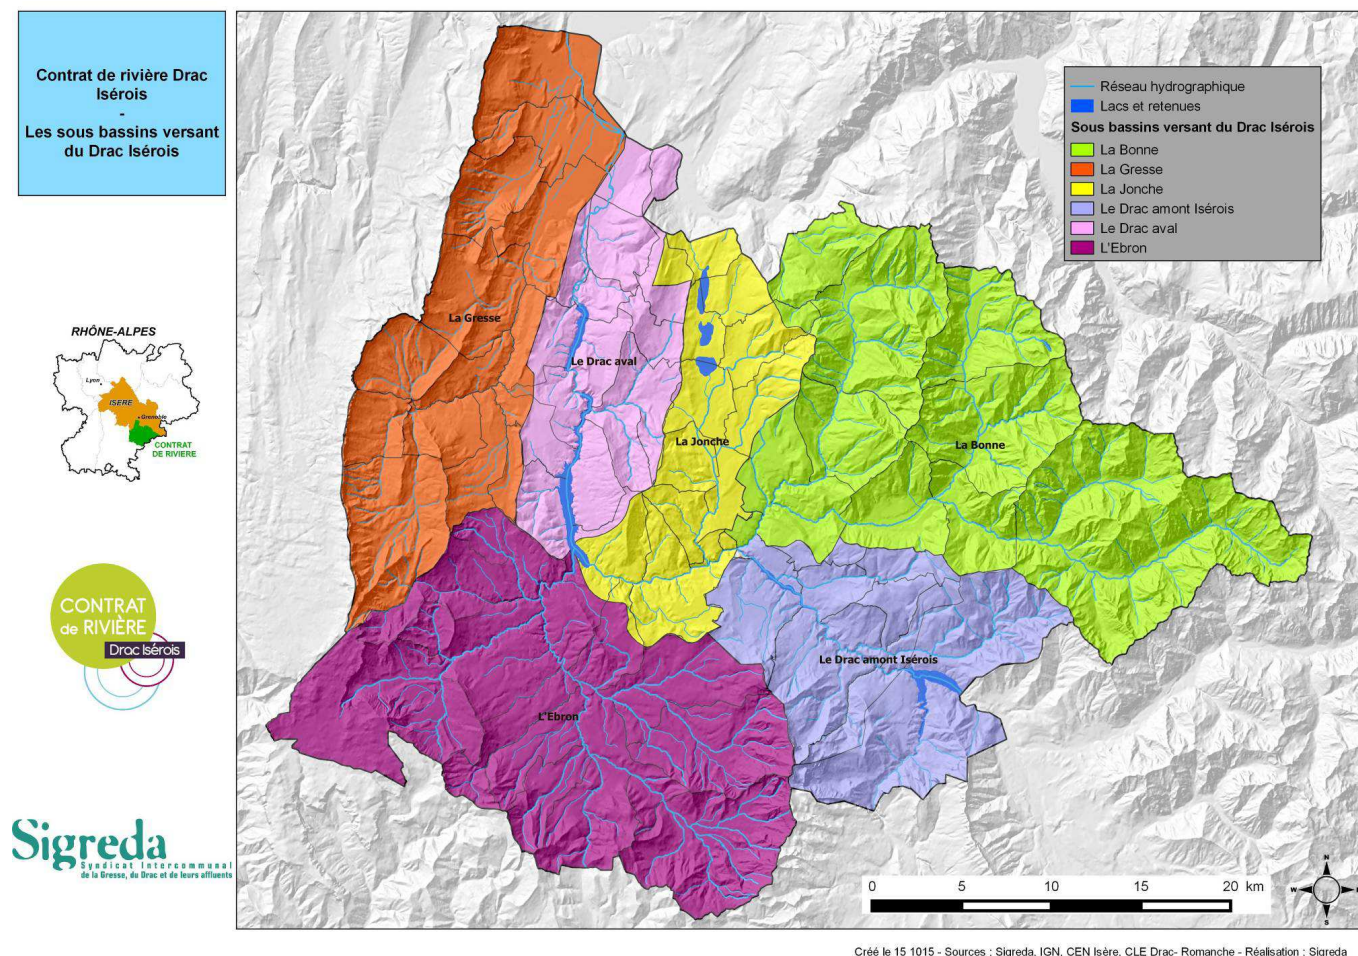 Contrat de rivière Drac
Isérois
-
Les sous bassins versant
du Drac Isérois
RHÔNE-ALPES
Lyon
ISERE
Grenoble
CONTRAT
DE RIVIERE
CONTRAT
de RIVIÈRE
Drac Isérois
Sigreda
Syndicat Intercommunal
de la Gresse, du Drac et de leurs affluents
Réseau hydrographique
Lacs et retenues
Sous bassins versant du Drac Isérois
La Bonne
La Gresse
La Jonche
Le Drac amont Isérois
Le Drac aval
L'Ebron
La Gresse
Le Drac aval
La Jonche
La Bonne
Le Drac amont Isérois
L'Ebron
0 5 10 15 20 km
N
W E
S
Créé le 15 1015 - Sources : Sigreda, IGN, CEN Isère, CLE Drac- Romanche - Réalisation : Sigreda